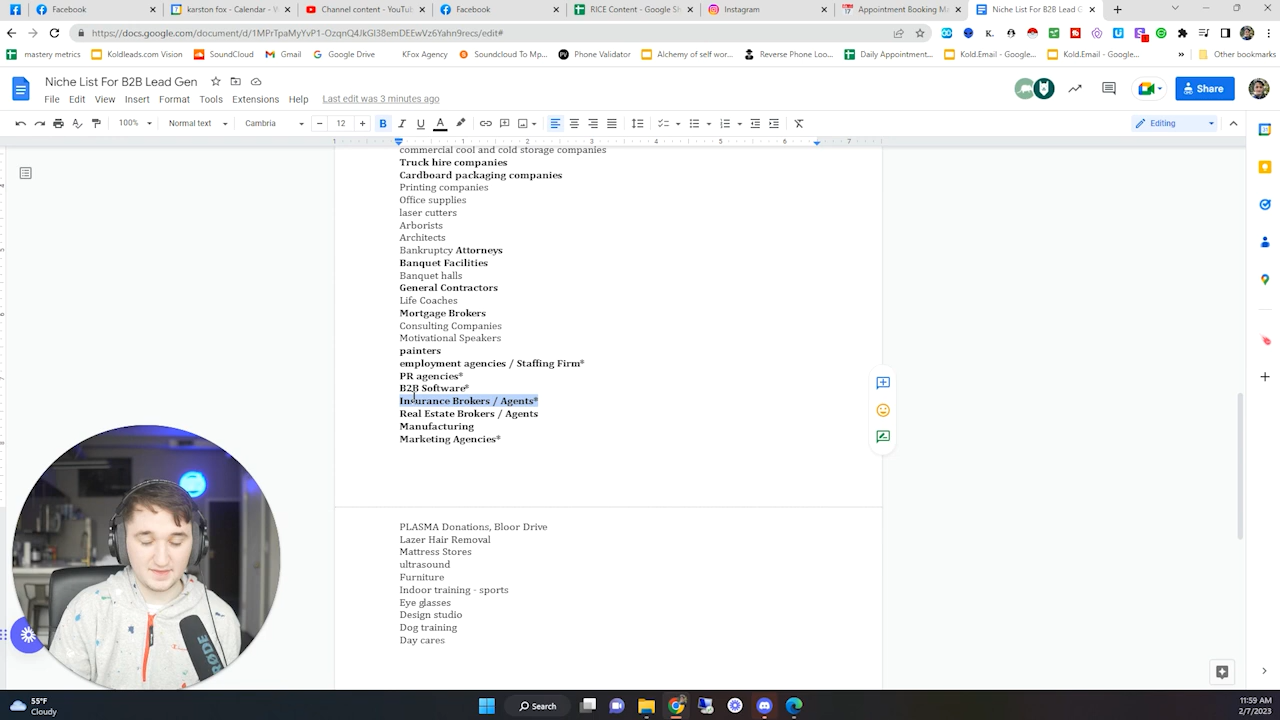 Facebook
karston fox - Calendar - W
Channel content - YouTub
Facebook
RICE Content - Google Sh
Instagram
Appointment Booking Ma
Niche List For B2B Lead G
https://docs.google.com/document/d/1MPrTpaMyYvP1-OzqnQ4JkGl38emDEEwVz6Yahn9recs/edit#
mastery metrics
Koldleads.com Vision
SoundCloud
Gmail
Google Drive
KFox Agency
Soundcloud To Mp...
Phone Validator
Alchemy of self wor...
Reverse Phone Loo...
Daily Appointment...
Kold.Email - Google...
Kold.Email - Google...
Other bookmarks
Niche List For B2B Lead Gen
File Edit View Insert Format Tools Extensions Help Last edit was 3 minutes ago
Share
100% Normal text Cambria 12 B I U A Editing
commercial cool and cold storage companies
Truck hire companies
Cardboard packaging companies
Printing companies
Office supplies
laser cutters
Arborists
Architects
Bankruptcy Attorneys
Banquet Facilities
Banquet halls
General Contractors
Life Coaches
Mortgage Brokers
Consulting Companies
Motivational Speakers
painters
employment agencies / Staffing Firm*
PR agencies*
B2B Software*
Insurance Brokers / Agents*
Real Estate Brokers / Agents
Manufacturing
Marketing Agencies*
PLASMA Donations, Bloor Drive
Lazer Hair Removal
Mattress Stores
ultrasound
Furniture
Indoor training - sports
Eye glasses
Design studio
Dog training
Day cares
RØDE
55°F
Cloudy
Search
11:59 AM
2/7/2023